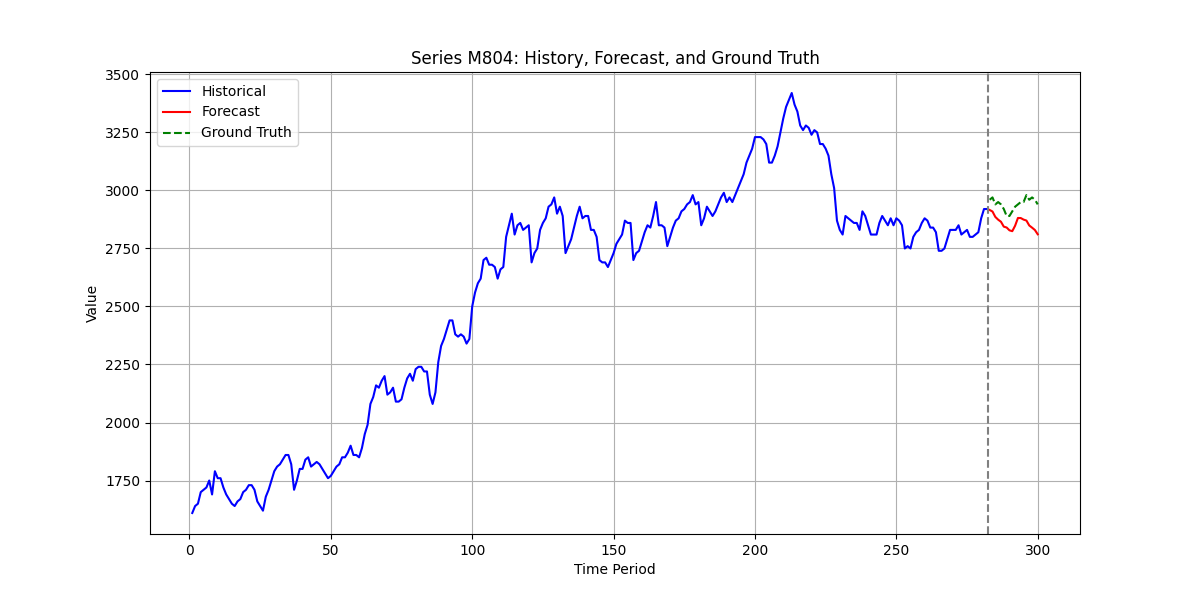 Series M804: History, Forecast, and Ground Truth
Historical
Forecast
Ground Truth
3500
3250
3000
2750
2500
2250
2000
1750
Value
0 50 100 150 200 250 300
Time Period